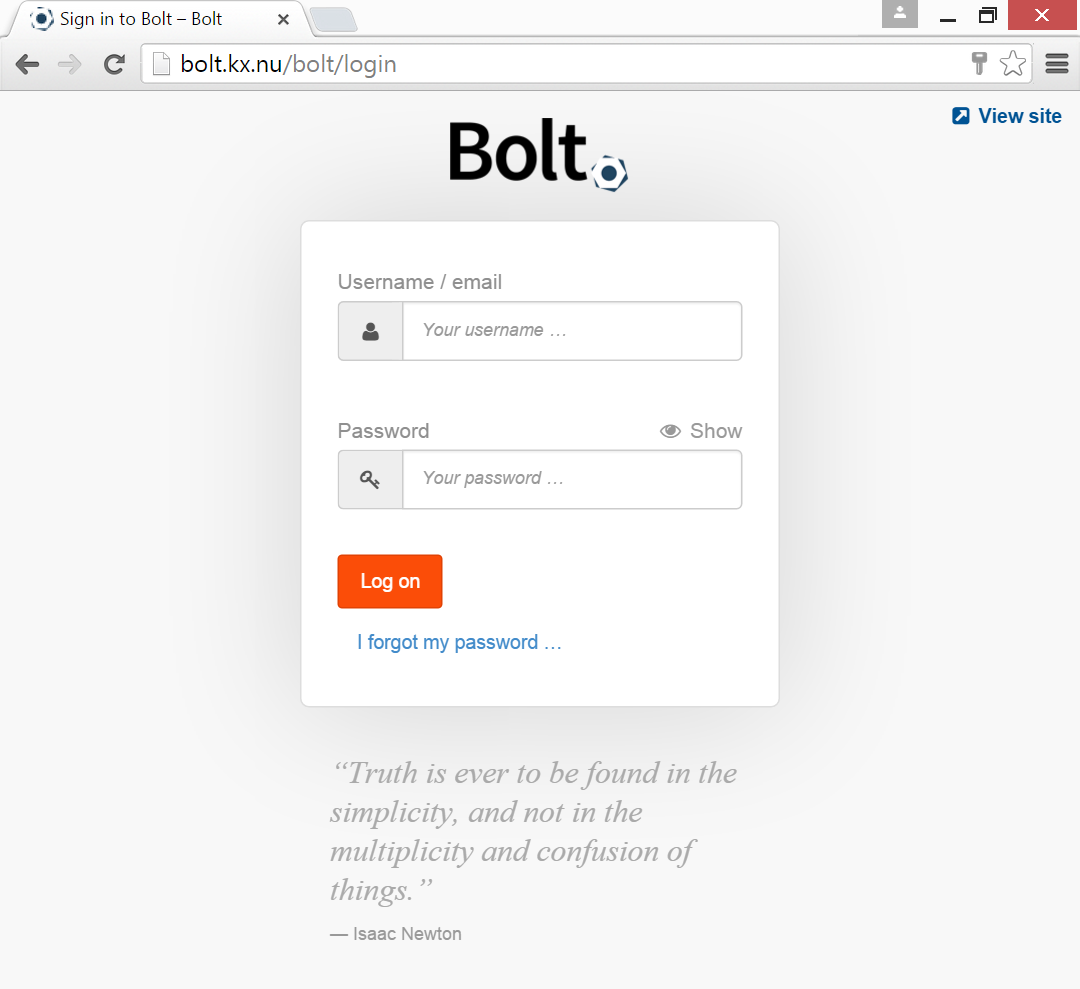 Sign in to Bolt – Bolt
bolt.kx.nu/bolt/login
View site
Bolt
Username / email
Your username …
Password
Show
Your password …
Log on
I forgot my password …
“Truth is ever to be found in the
simplicity, and not in the
multiplicity and confusion of
things.”
— Isaac Newton